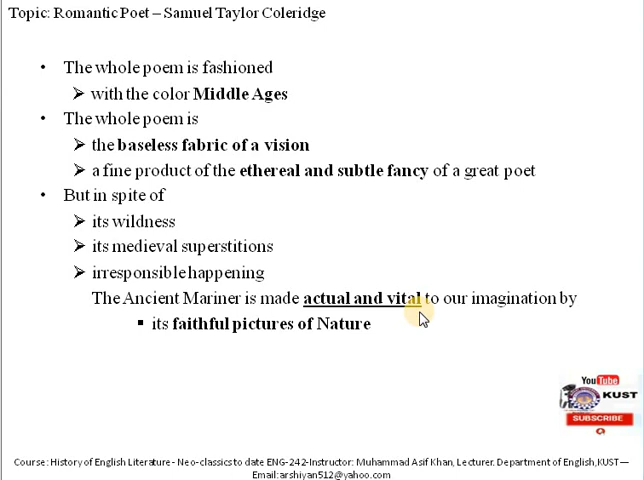 Topic: Romantic Poet – Samuel Taylor Coleridge
• The whole poem is fashioned
➢ with the color Middle Ages
• The whole poem is
➢ the baseless fabric of a vision
➢ a fine product of the ethereal and subtle fancy of a great poet
• But in spite of
➢ its wildness
➢ its medieval superstitions
➢ irresponsible happening
The Ancient Mariner is made actual and vital to our imagination by
▪ its faithful pictures of Nature
YouTube
KUST
SUBSCRIBE
Course: History of English Literature - Neo-classics to date ENG-242-Instructor: Muhammad Asif Khan, Lecturer. Department of English,KUST—
Email:arshiyan512@yahoo.com